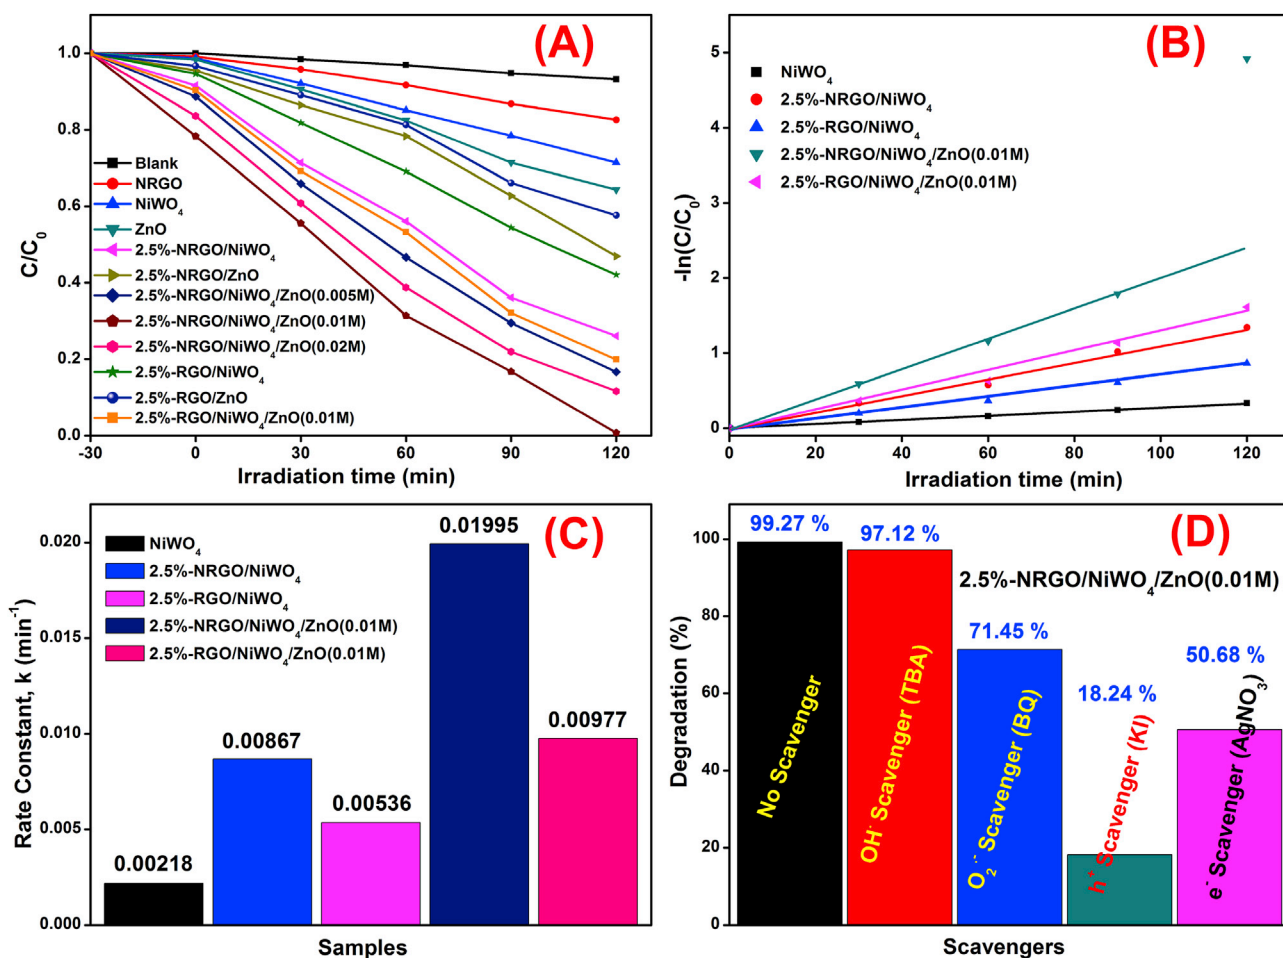 (A)
1.0
0.8
0.6
0.4
0.2
0.0
C/C₀
-30
0
30
60
90
120
Irradiation time (min)
Blank
NRGO
NiWO₄
ZnO
2.5%-NRGO/NiWO₄
2.5%-NRGO/ZnO
2.5%-NRGO/NiWO₄/ZnO(0.005M)
2.5%-NRGO/NiWO₄/ZnO(0.01M)
2.5%-NRGO/NiWO₄/ZnO(0.02M)
2.5%-RGO/NiWO₄
2.5%-RGO/ZnO
2.5%-RGO/NiWO₄/ZnO(0.01M)
(B)
5
4
3
2
1
0
-ln(C/C₀)
0
20
40
60
80
100
120
Irradiation time (min)
NiWO₄
2.5%-NRGO/NiWO₄
2.5%-RGO/NiWO₄
2.5%-NRGO/NiWO₄/ZnO(0.01M)
2.5%-RGO/NiWO₄/ZnO(0.01M)
(C)
0.020
0.015
0.010
0.005
0.000
Rate Constant, k (min⁻¹)
NiWO₄
2.5%-NRGO/NiWO₄
2.5%-RGO/NiWO₄
2.5%-NRGO/NiWO₄/ZnO(0.01M)
2.5%-RGO/NiWO₄/ZnO(0.01M)
0.00218
0.00867
0.00536
0.01995
0.00977
Samples
(D)
100
80
60
40
20
0
Degradation (%)
2.5%-NRGO/NiWO₄/ZnO(0.01M)
99.27 %
97.12 %
71.45 %
18.24 %
50.68 %
No Scavenger
OH· Scavenger (TBA)
O₂·⁻ Scavenger (BQ)
h⁺ Scavenger (KI)
e⁻ Scavenger (AgNO₃)
Scavengers